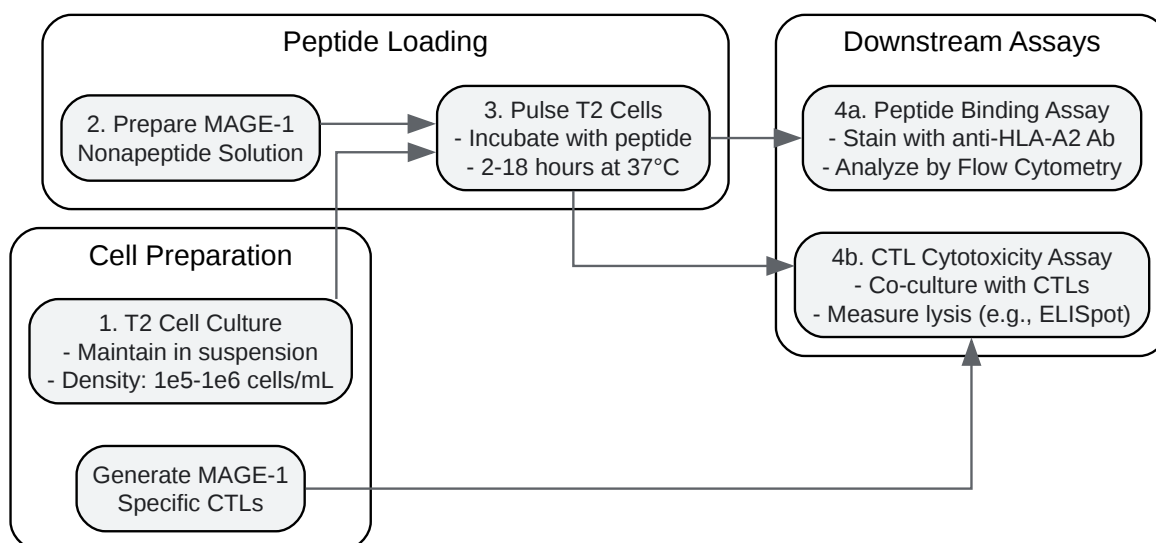 Peptide Loading
2. Prepare MAGE-1
Nonapeptide Solution
3. Pulse T2 Cells
- Incubate with peptide
- 2-18 hours at 37°C
Cell Preparation
1. T2 Cell Culture
- Maintain in suspension
- Density: 1e5-1e6 cells/mL
Generate MAGE-1
Specific CTLs
Downstream Assays
4a. Peptide Binding Assay
- Stain with anti-HLA-A2 Ab
- Analyze by Flow Cytometry
4b. CTL Cytotoxicity Assay
- Co-culture with CTLs
- Measure lysis (e.g., ELISpot)